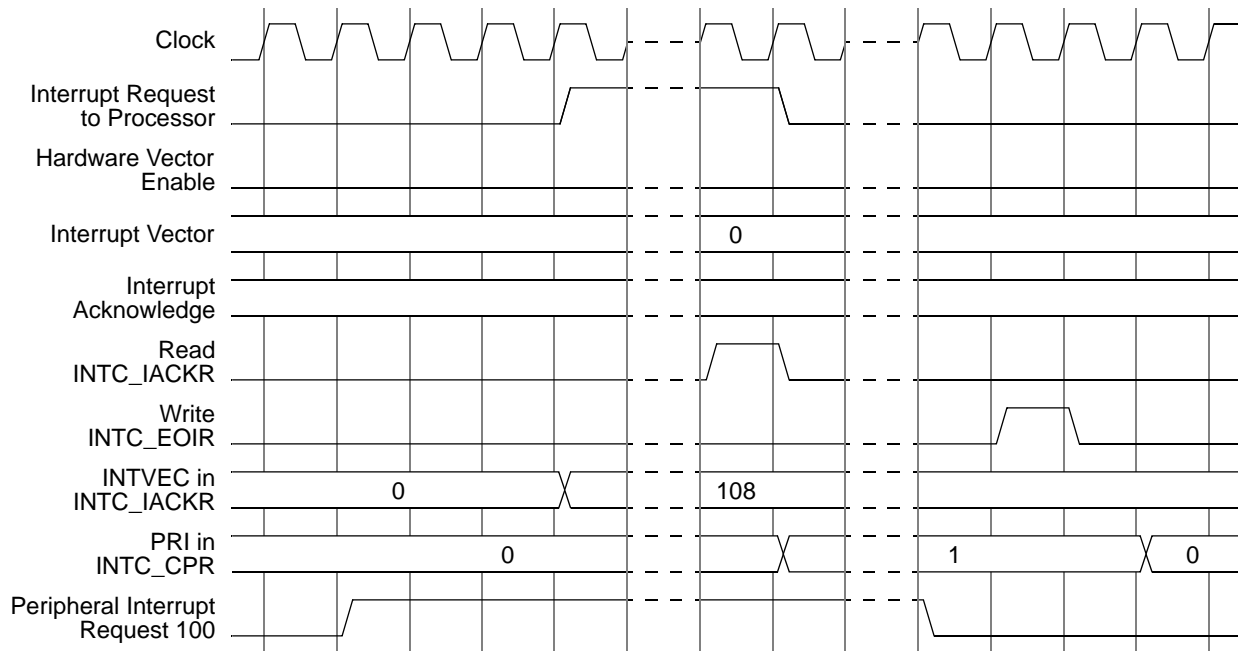 Clock
Interrupt Request
to Processor
Hardware Vector
Enable
Interrupt Vector
0
Interrupt
Acknowledge
Read
INTC_IACKR
Write
INTC_EOIR
INTVEC in
INTC_IACKR
0
108
PRI in
INTC_CPR
0
1
0
Peripheral Interrupt
Request 100